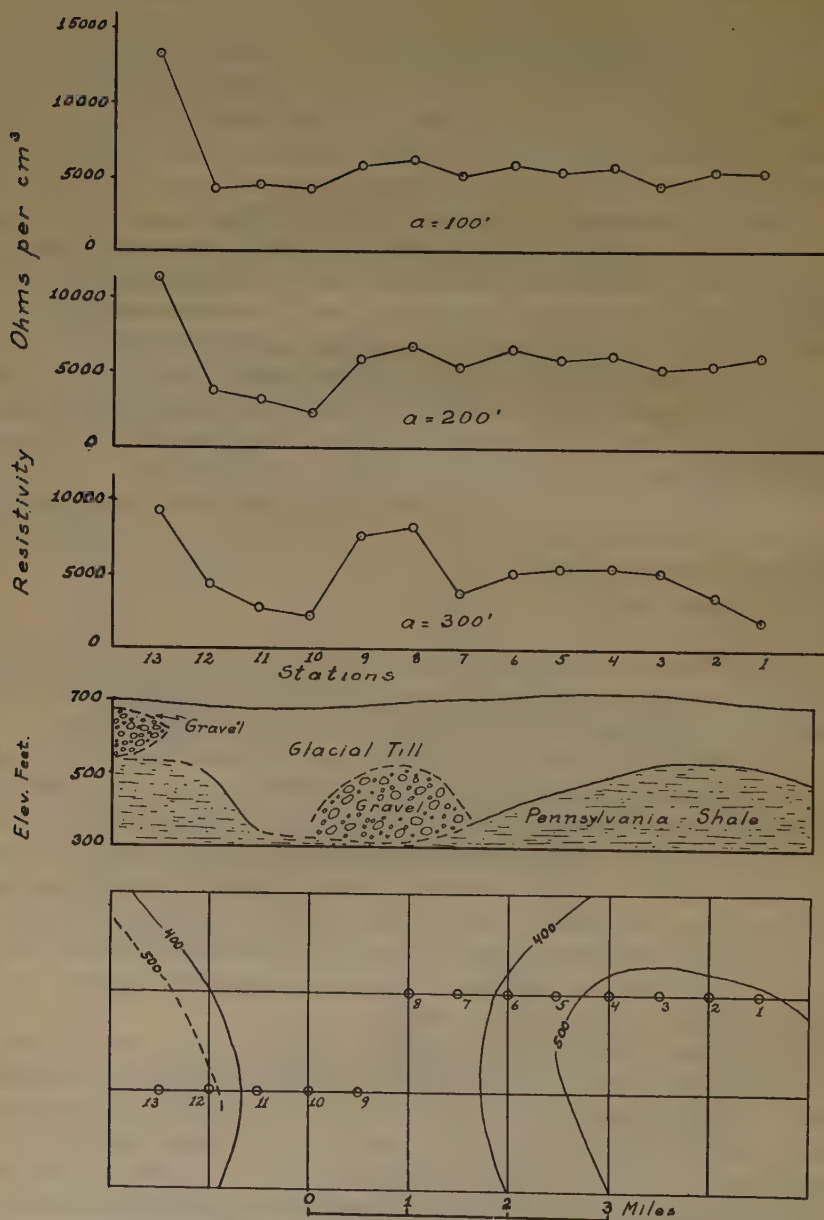 Resistivity Ohms per cm³
15000
10000
5000
0
a = 100'
10000
5000
0
a = 200'
10000
5000
0
a = 300'
13 12 11 10 9 8 7 6 5 4 3 2 1
Stations
Elev. Feet.
700
500
300
Gravel
Glacial Till
Gravel
Pennsylvania - Shale
400
500
400
500
8 7 6 5 4 3 2 1
13 12 11 10 9
0 1 2 3 Miles